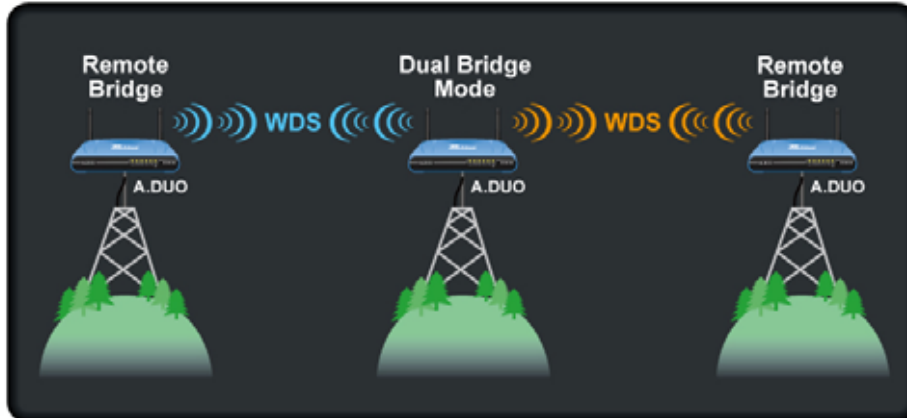 Remote
Bridge
Dual Bridge
Mode
Remote
Bridge
WDS
WDS
A.DUO
A.DUO
A.DUO